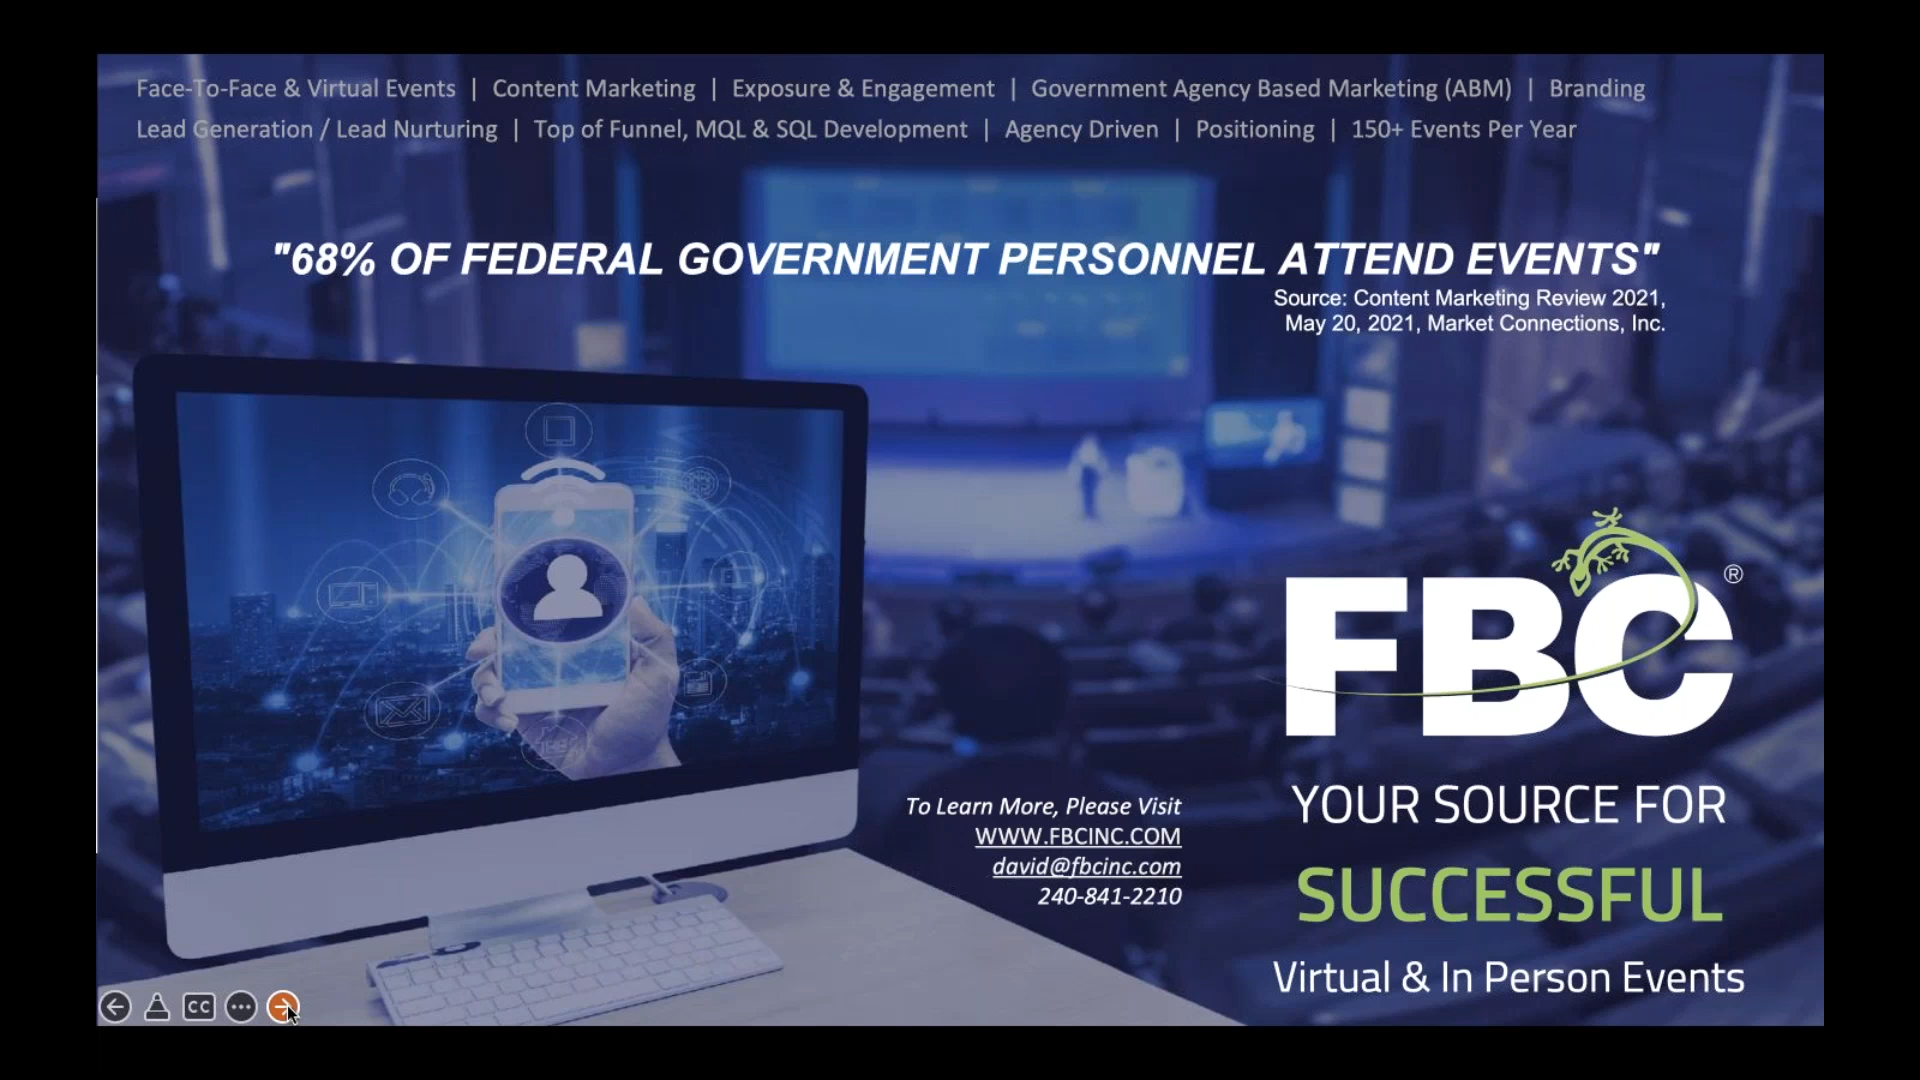 Face-To-Face & Virtual Events | Content Marketing | Exposure & Engagement | Government Agency Based Marketing (ABM) | Branding
Lead Generation / Lead Nurturing | Top of Funnel, MQL & SQL Development | Agency Driven | Positioning | 150+ Events Per Year
"68% OF FEDERAL GOVERNMENT PERSONNEL ATTEND EVENTS"
Source: Content Marketing Review 2021,
May 20, 2021, Market Connections, Inc.
FBC®
To Learn More, Please Visit
WWW.FBCINC.COM
david@fbcinc.com
240-841-2210
YOUR SOURCE FOR
SUCCESSFUL
Virtual & In Person Events
CC